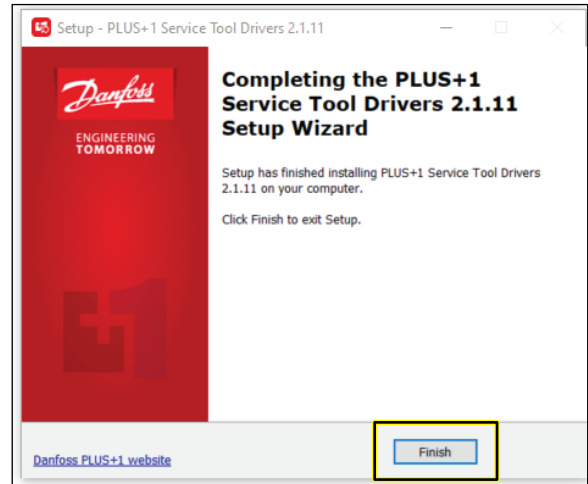 Setup - PLUS+1 Service Tool Drivers 2.1.11
Danfoss
ENGINEERING
TOMORROW
Completing the PLUS+1
Service Tool Drivers 2.1.11
Setup Wizard
Setup has finished installing PLUS+1 Service Tool Drivers
2.1.11 on your computer.
Click Finish to exit Setup.
+1
Danfoss PLUS+1 website
Finish